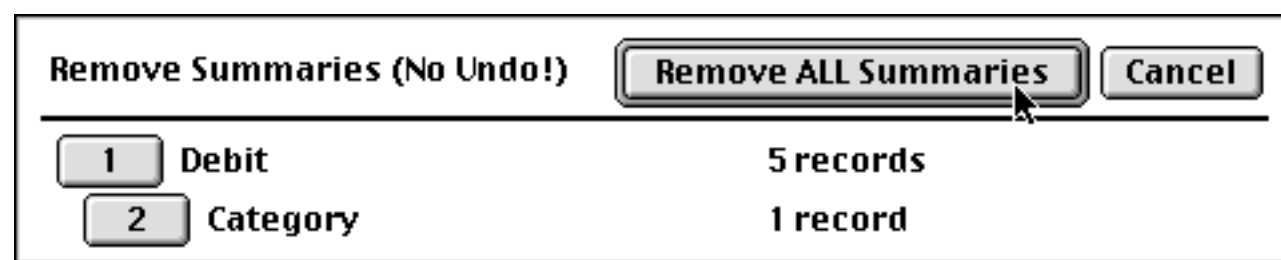 Remove Summaries (No Undo!) Remove ALL Summaries Cancel
1 Debit 5 records
2 Category 1 record